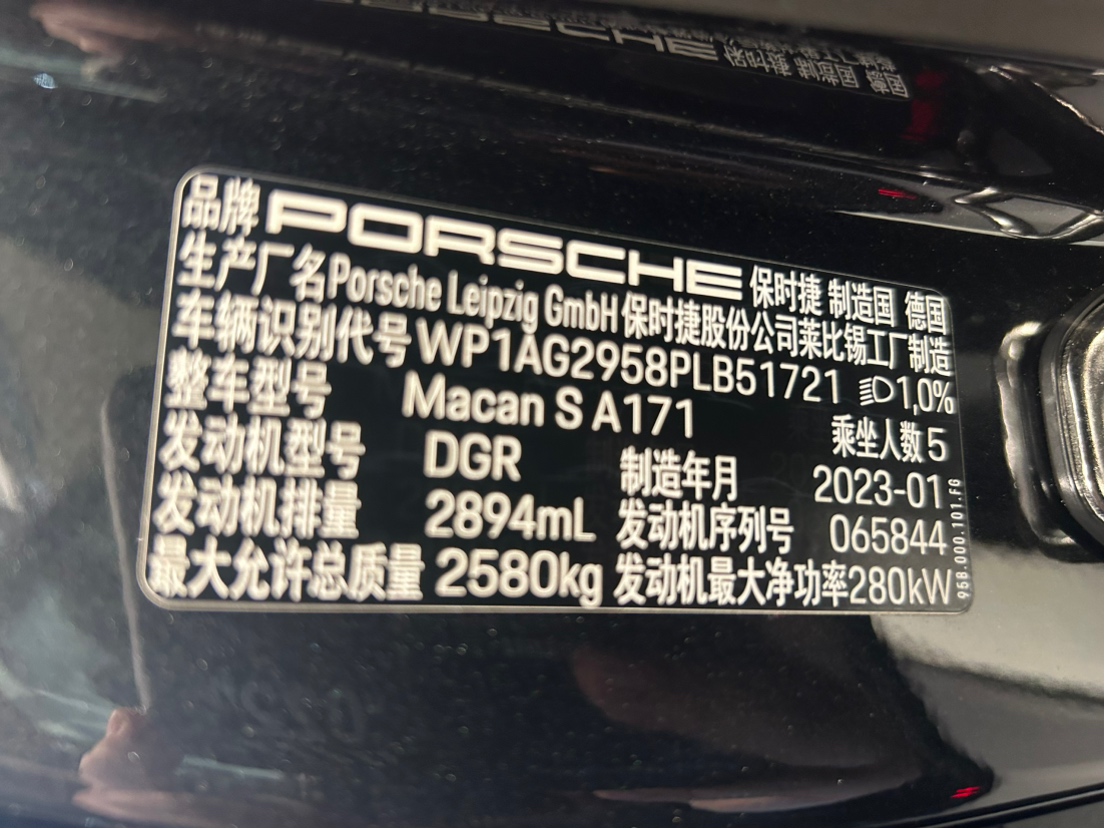 品牌 PORSCHE 保时捷 制造国 德国
生产厂名 Porsche Leipzig GmbH 保时捷股份公司莱比锡工厂制造
车辆识别代号 WP1AG2958PLB51721 1,0%
整车型号 Macan S A171 乘坐人数 5
发动机型号 DGR 制造年月 2023-01
发动机排量 2894mL 发动机序列号 065844
最大允许总质量 2580kg 发动机最大净功率 280kW
958.000.101.FG